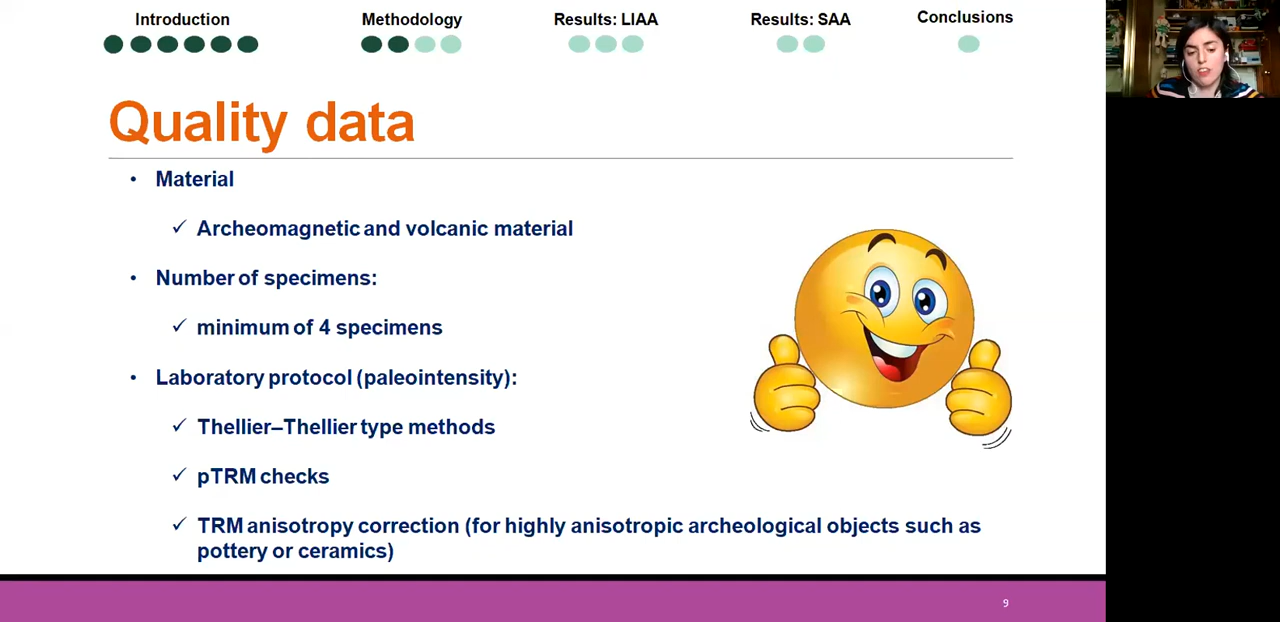 Introduction
Methodology
Results: LIAA
Results: SAA
Conclusions
Quality data
• Material
✓ Archeomagnetic and volcanic material
• Number of specimens:
✓ minimum of 4 specimens
• Laboratory protocol (paleointensity):
✓ Thellier–Thellier type methods
✓ pTRM checks
✓ TRM anisotropy correction (for highly anisotropic archeological objects such as
pottery or ceramics)
9